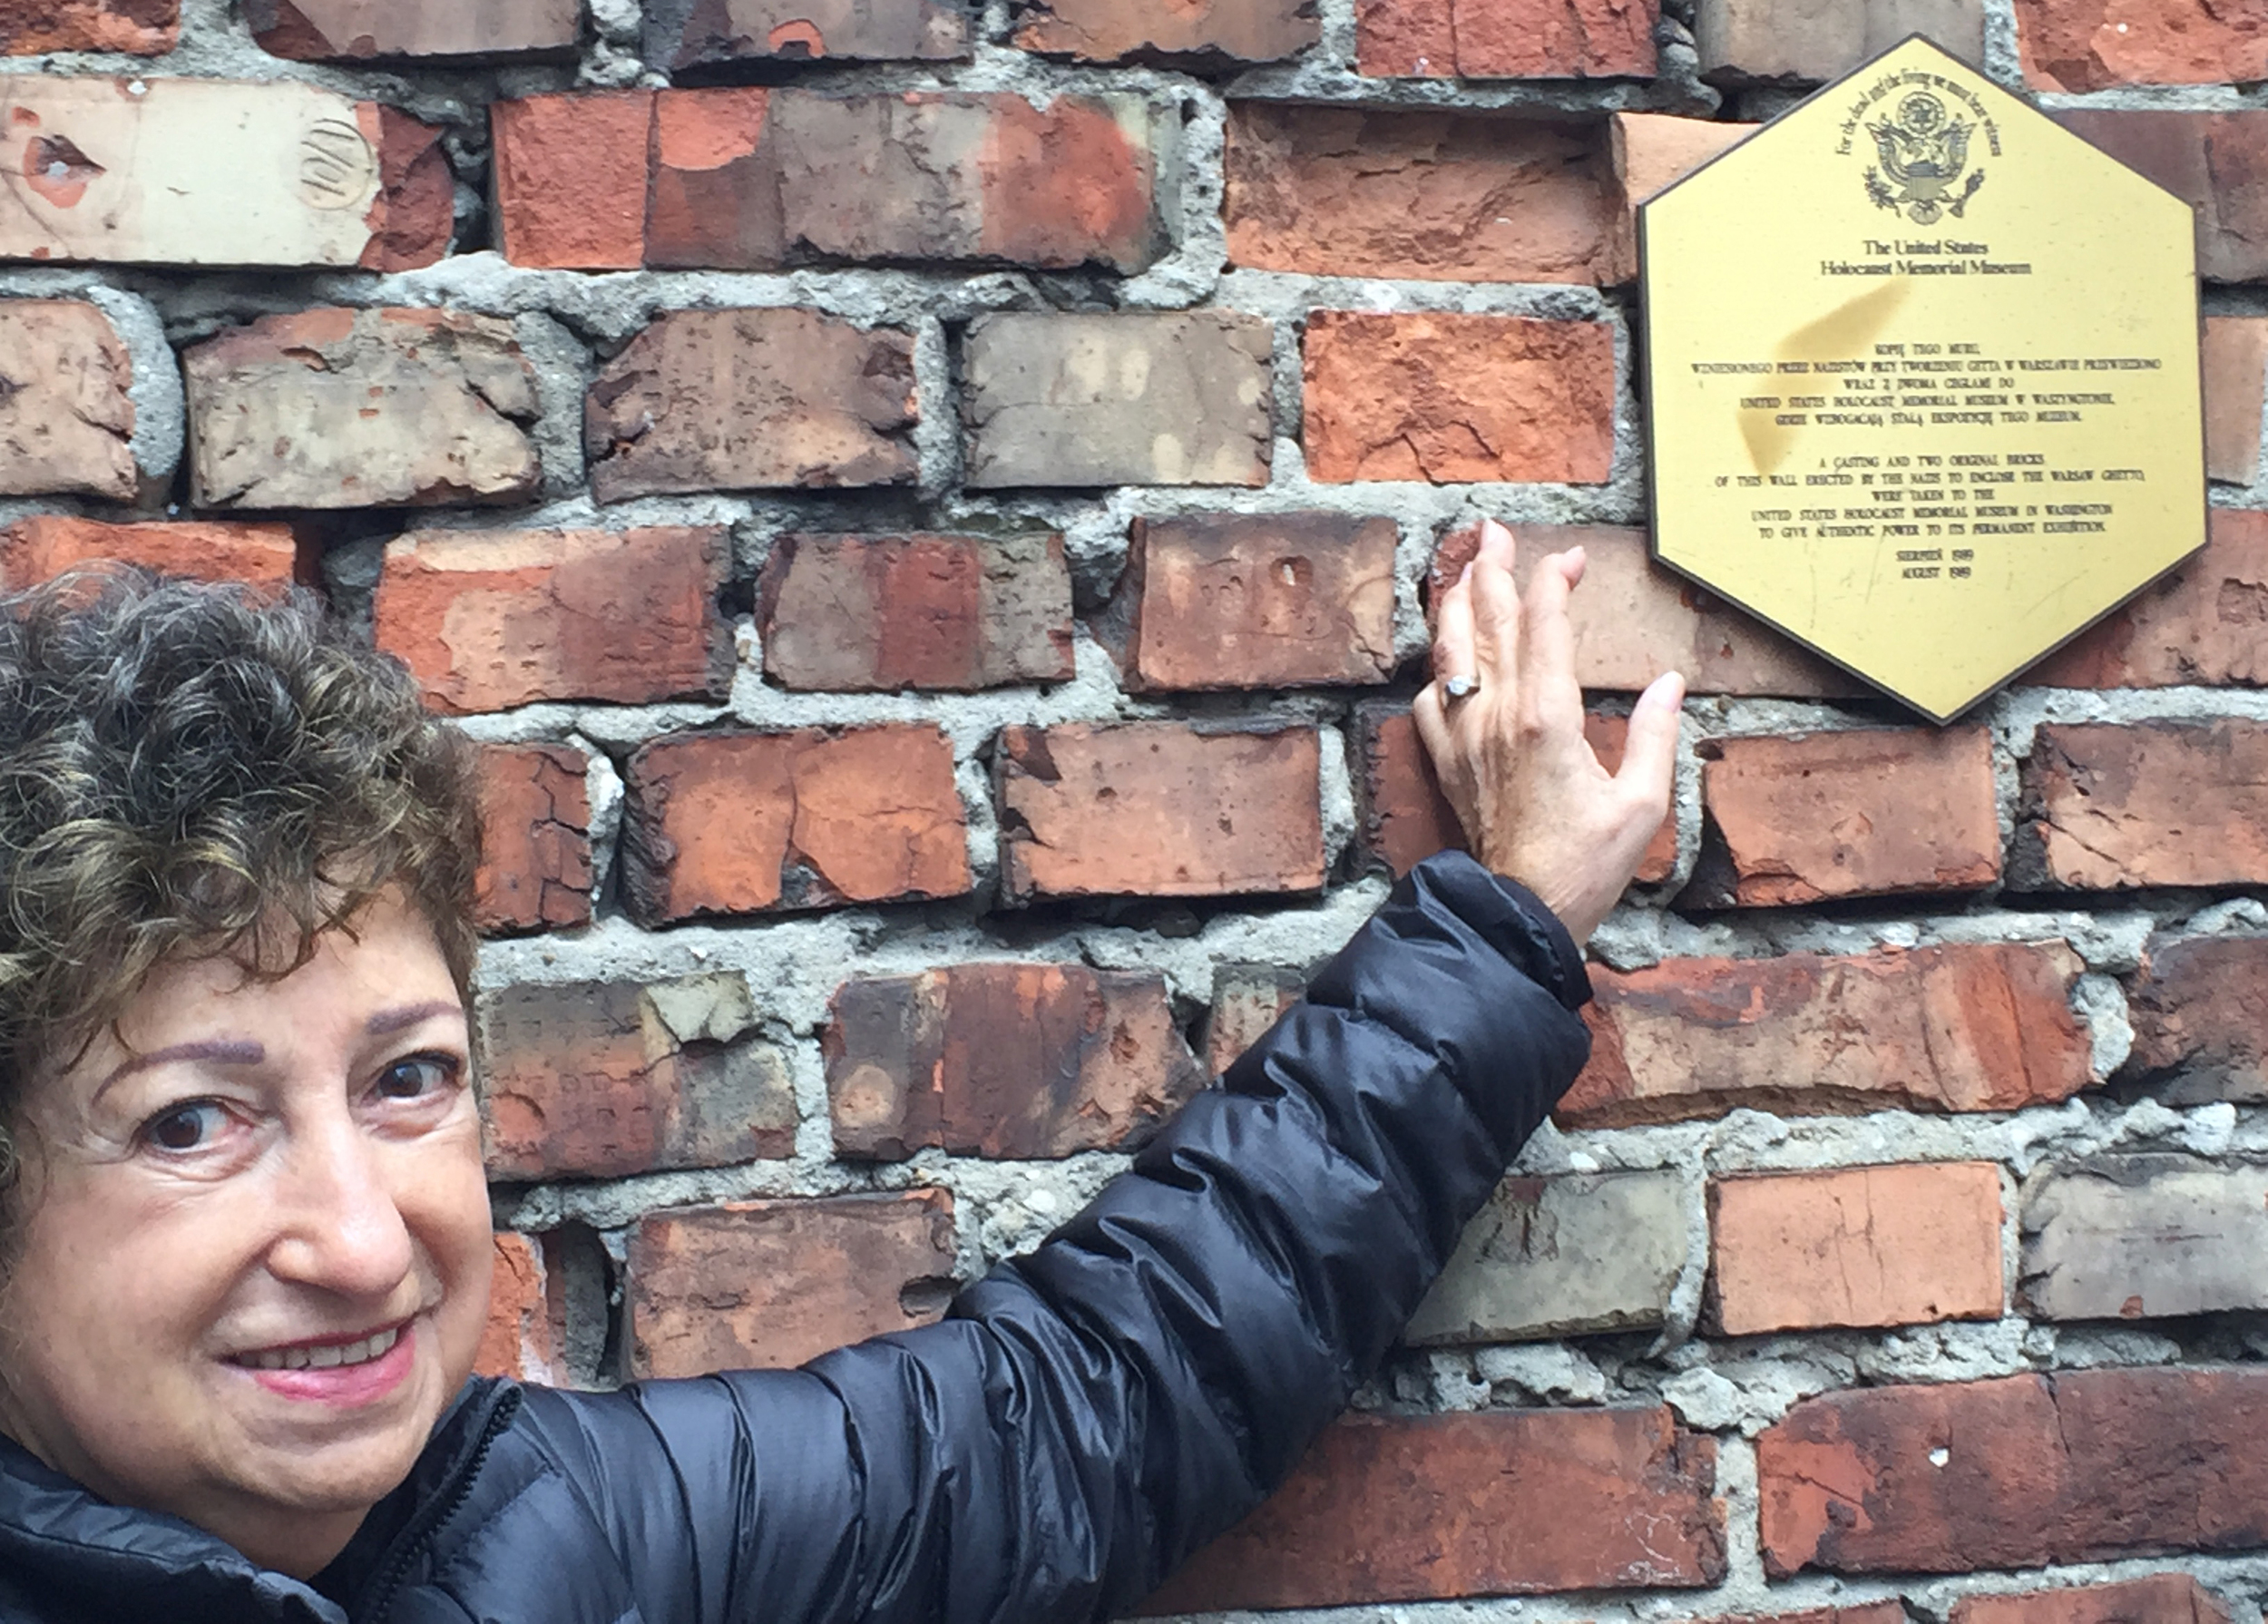 For the dead and the living we must bear witness
The United States
Holocaust Memorial Museum
KOPIĘ TEGO MURU,
WZNIESIONEGO PRZEZ NAZISTÓW PRZY TWORZENIU GETTA W WARSZAWIE PRZEWIEZIONO
WRAZ Z DWOMA CEGŁAMI DO
UNITED STATES HOLOCAUST MEMORIAL MUSEUM W WASZYNGTONIE,
GDZIE WZBOGACAJĄ STAŁĄ EKSPOZYCJĘ TEGO MUZEUM.
A CASTING AND TWO ORIGINAL BRICKS
OF THIS WALL ERECTED BY THE NAZIS TO ENCLOSE THE WARSAW GHETTO,
WERE TAKEN TO THE
UNITED STATES HOLOCAUST MEMORIAL MUSEUM IN WASHINGTON
TO GIVE AUTHENTIC POWER TO ITS PERMANENT EXHIBITION.
SIERPIEŃ 1989
AUGUST 1989